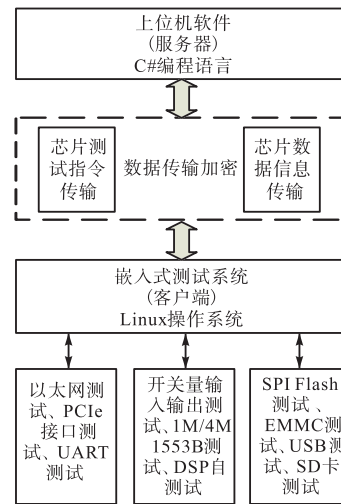 上位机软件
(服务器)
C#编程语言
芯片测
试指令
传输
数据传输加密
芯片数
据信息
传输
嵌入式测试系统
(客户端)
Linux操作系统
以太网测
试、PCIe
接口测
试、UART
测试
开关量输
入输出测
试、1M/4M
1553B测
试、DSP自
测试
SPI Flash
测试 、
EMMC测
试、USB测
试、SD卡
测试